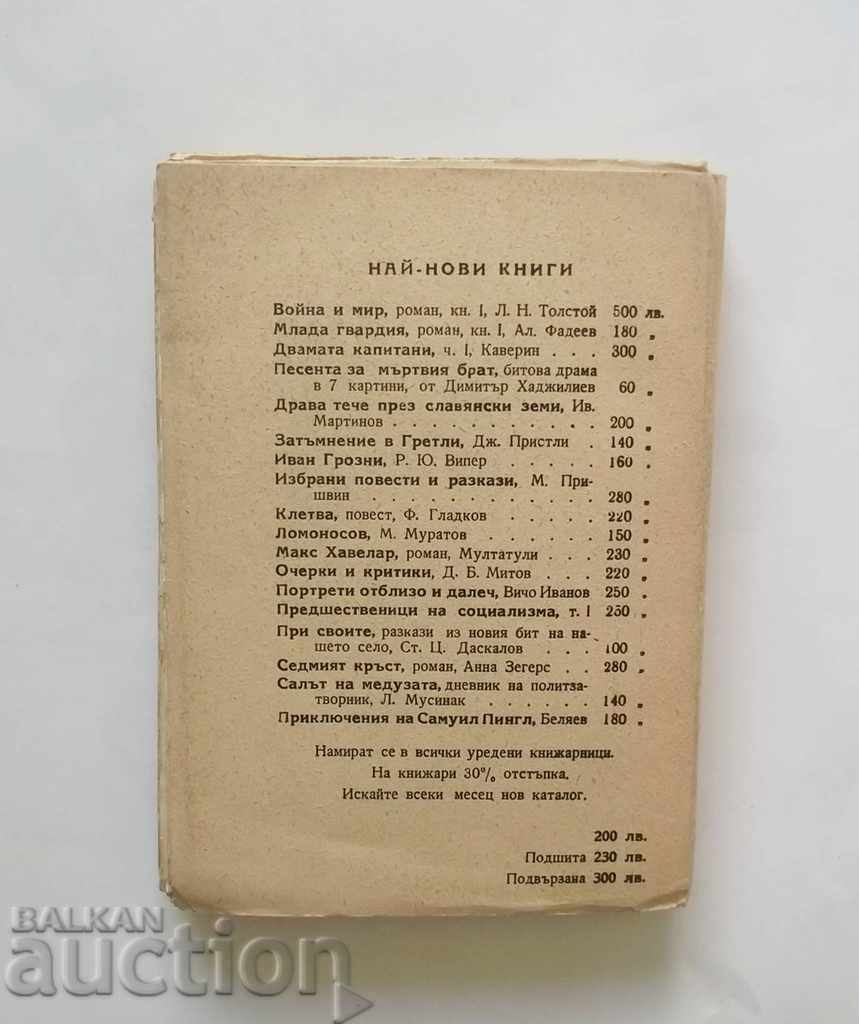 НАЙ-НОВИ КНИГИ
Война и мир, роман, кн. I, Л. Н. Толстой 500 лв.
Млада гвардия, роман, кн. I, Ал. Фадеев 180 „
Двамата капитани, ч. I, Каверин . . . 300 „
Песента за мъртвия брат, битова драма
в 7 картини, от Димитър Хаджилиев 60 „
Драва тече през славянски земи, Ив.
Мартинов . . . . . . . . . . . 200 „
Затъмнение в Гретли, Дж. Пристли . 140 „
Иван Грозни, Р. Ю. Випер . . . . . 160 „
Избрани повести и разкази, М. При-
швин . . . . . . . . . . . . 280 „
Клетва, повест, Ф. Гладков . . . . . 220 „
Ломоносов, М. Муратов . . . . . . 150 „
Макс Хавелар, роман, Мултатули . . . 230 „
Очерки и критики, Д. Б. Митов . . . 220 „
Портрети отблизо и далеч, Вичо Иванов 250 „
Предшественици на социализма, т. I 250 „
При своите, разкази из новия бит на на-
шето село, Ст. Ц. Даскалов . . . 100 „
Седмият кръст, роман, Анна Зегерс . . 280 „
Салът на медузата, дневник на политза-
творник, Л. Мусинак . . . . . . 140 „
Приключения на Самуил Пингл, Беляев 180 „
Намират се в всички уредени книжарници.
На книжари 30% отстъпка.
Искайте всеки месец нов каталог.
200 лв.
Подшита 230 лв.
Подвързана 300 лв.
BALKAN
auction